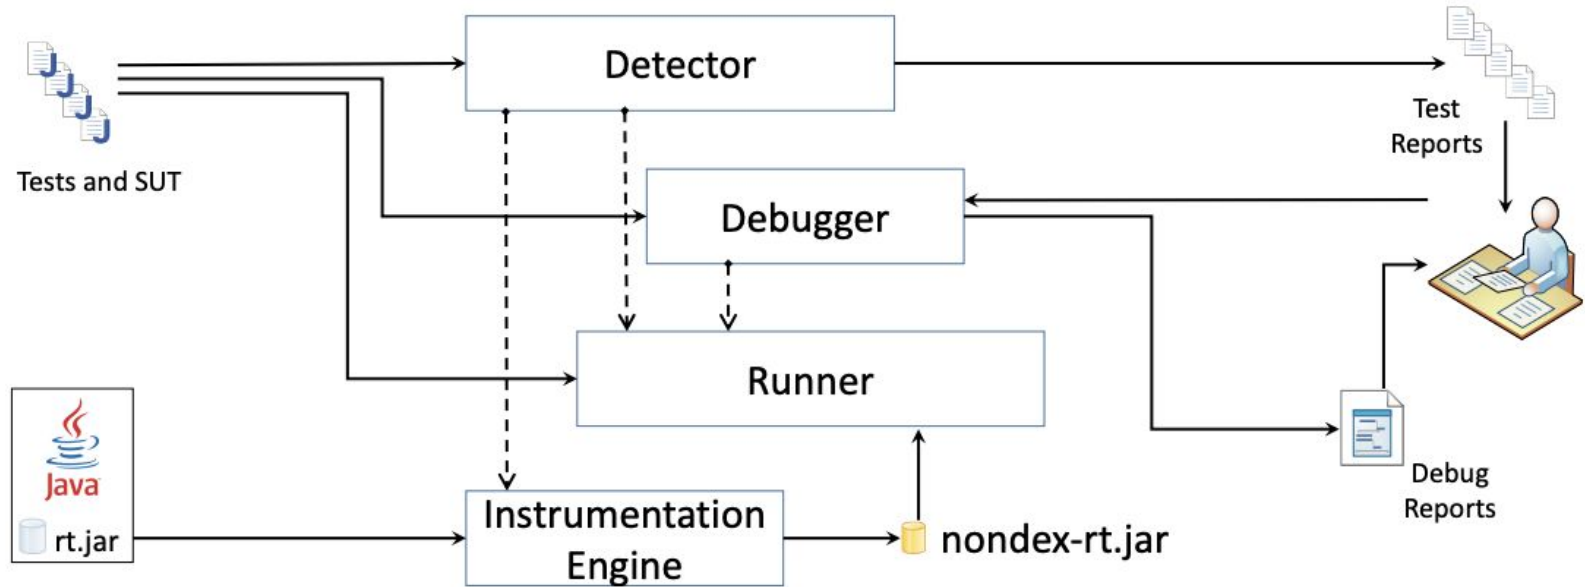 Detector
Test
Reports
Tests and SUT
Debugger
Runner
Java
rt.jar
Instrumentation
Engine
nondex-rt.jar
Debug
Reports
J
J
J
J